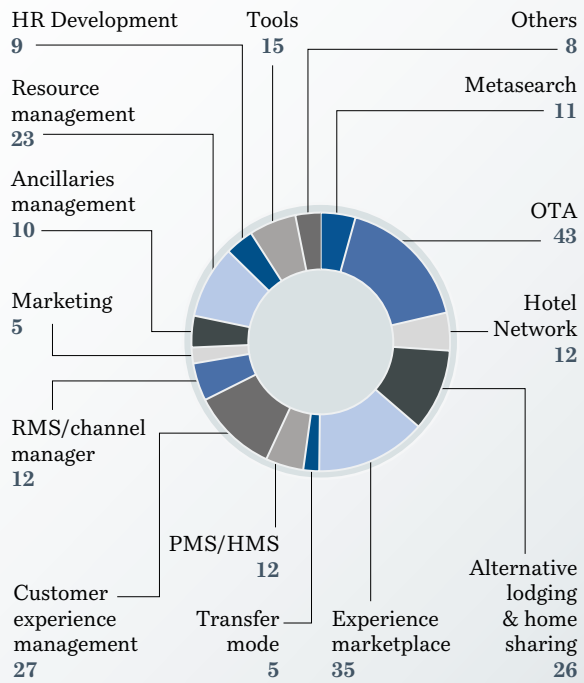 HR Development
9
Tools
15
Others
8
Resource
management
23
Metasearch
11
Ancillaries
management
10
OTA
43
Marketing
5
Hotel
Network
12
RMS/channel
manager
12
PMS/HMS
12
Alternative
lodging
& home
sharing
26
Customer
experience
management
27
Transfer
mode
5
Experience
marketplace
35